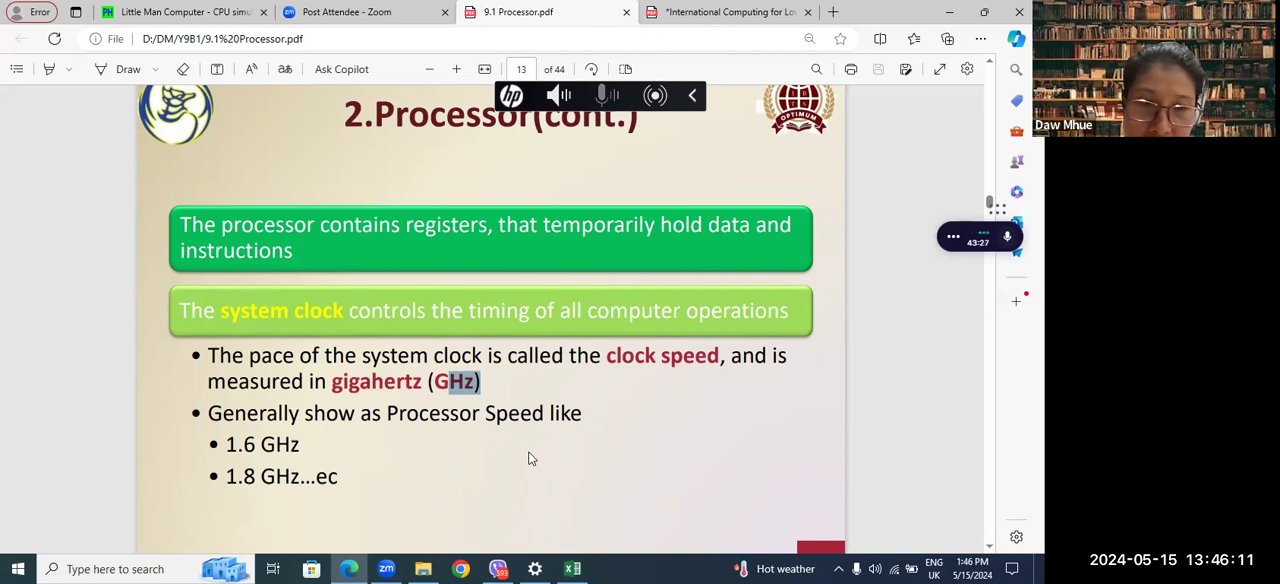 Error
Little Man Computer - CPU simu
Post Attendee - Zoom
9.1 Processor.pdf
*International Computing for Lo
File
D:/DM/Y9B1/9.1%20Processor.pdf
Draw
Ask Copilot
13
of 44
hp
2.Processor(cont.)
OPTIMUM
The processor contains registers, that temporarily hold data and
instructions
The system clock controls the timing of all computer operations
• The pace of the system clock is called the clock speed, and is
measured in gigahertz (GHz)
• Generally show as Processor Speed like
• 1.6 GHz
• 1.8 GHz...ec
Daw Mhue
43:27
Type here to search
Hot weather
ENG
UK
1:46 PM
5/15/2024
2024-05-15 13:46:11